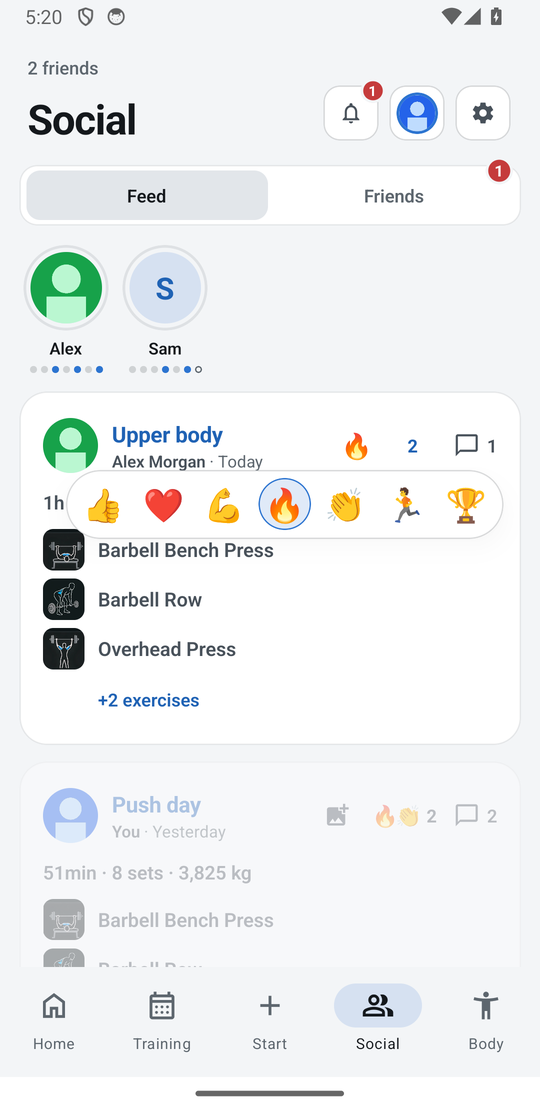 5:20
2 friends
Social
1
Feed
Friends
1
S
Alex
Sam
Upper body
2
1
Alex Morgan · Today
1h
Barbell Bench Press
Barbell Row
Overhead Press
+2 exercises
Push day
2
2
You · Yesterday
51min · 8 sets · 3,825 kg
Barbell Bench Press
Barbell Row
Home
Training
Start
Social
Body